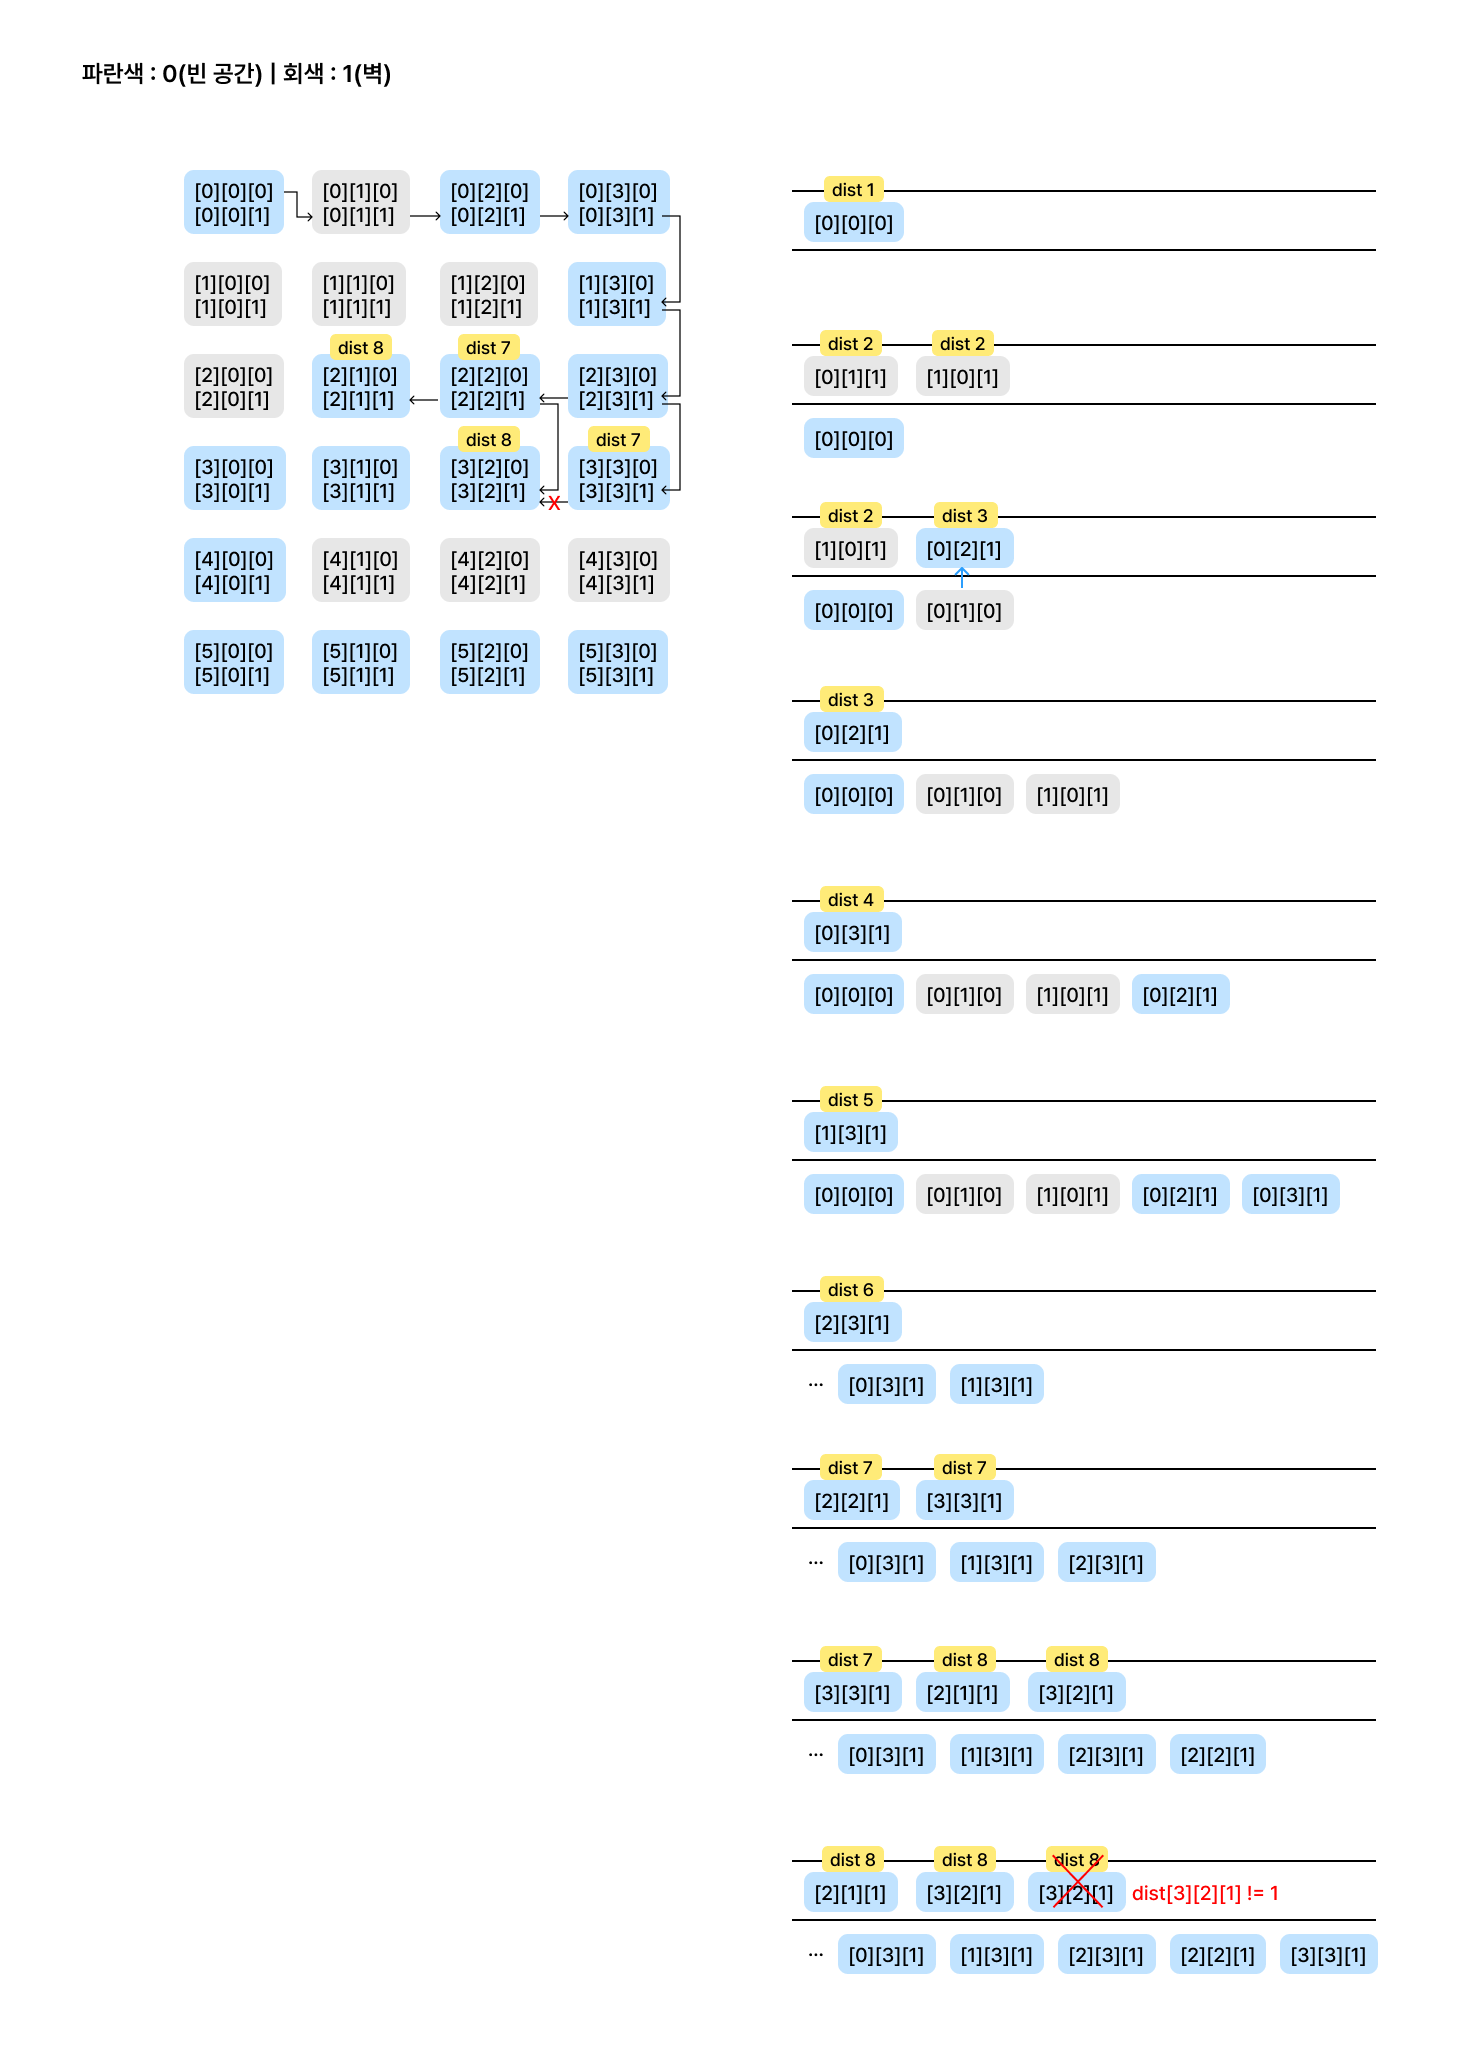 파란색 : 0(빈 공간) | 회색 : 1(벽)
[0][0][0] [0][1][0] [0][2][0] [0][3][0]
[0][0][1] [0][1][1] [0][2][1] [0][3][1]
[1][0][0] [1][1][0] [1][2][0] [1][3][0]
[1][0][1] [1][1][1] [1][2][1] [1][3][1]
dist 8 dist 7
[2][0][0] [2][1][0] [2][2][0] [2][3][0]
[2][0][1] [2][1][1] [2][2][1] [2][3][1]
dist 8 dist 7
[3][0][0] [3][1][0] [3][2][0] [3][3][0]
[3][0][1] [3][1][1] [3][2][1] [3][3][1]
X
[4][0][0] [4][1][0] [4][2][0] [4][3][0]
[4][0][1] [4][1][1] [4][2][1] [4][3][1]
[5][0][0] [5][1][0] [5][2][0] [5][3][0]
[5][0][1] [5][1][1] [5][2][1] [5][3][1]
dist 1
[0][0][0]
dist 2 dist 2
[0][1][1] [1][0][1]
[0][0][0]
dist 2 dist 3
[1][0][1] [0][2][1]
[0][0][0] [0][1][0]
dist 3
[0][2][1]
[0][0][0] [0][1][0] [1][0][1]
dist 4
[0][3][1]
[0][0][0] [0][1][0] [1][0][1] [0][2][1]
dist 5
[1][3][1]
[0][0][0] [0][1][0] [1][0][1] [0][2][1] [0][3][1]
dist 6
[2][3][1]
... [0][3][1] [1][3][1]
dist 7 dist 7
[2][2][1] [3][3][1]
... [0][3][1] [1][3][1] [2][3][1]
dist 7 dist 8 dist 8
[3][3][1] [2][1][1] [3][2][1]
... [0][3][1] [1][3][1] [2][3][1] [2][2][1]
dist 8 dist 8 dist 8
[2][1][1] [3][2][1] [3][2][1] dist[3][2][1] != 1
... [0][3][1] [1][3][1] [2][3][1] [2][2][1] [3][3][1]